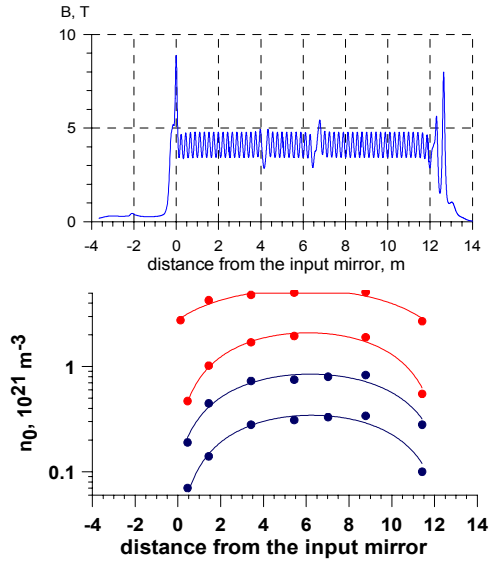 B, T
10
5
0
-4 -2 0 2 4 6 8 10 12 14
distance from the input mirror, m
n0, 10^21 m^-3
1
0.1
-4 -2 0 2 4 6 8 10 12 14
distance from the input mirror